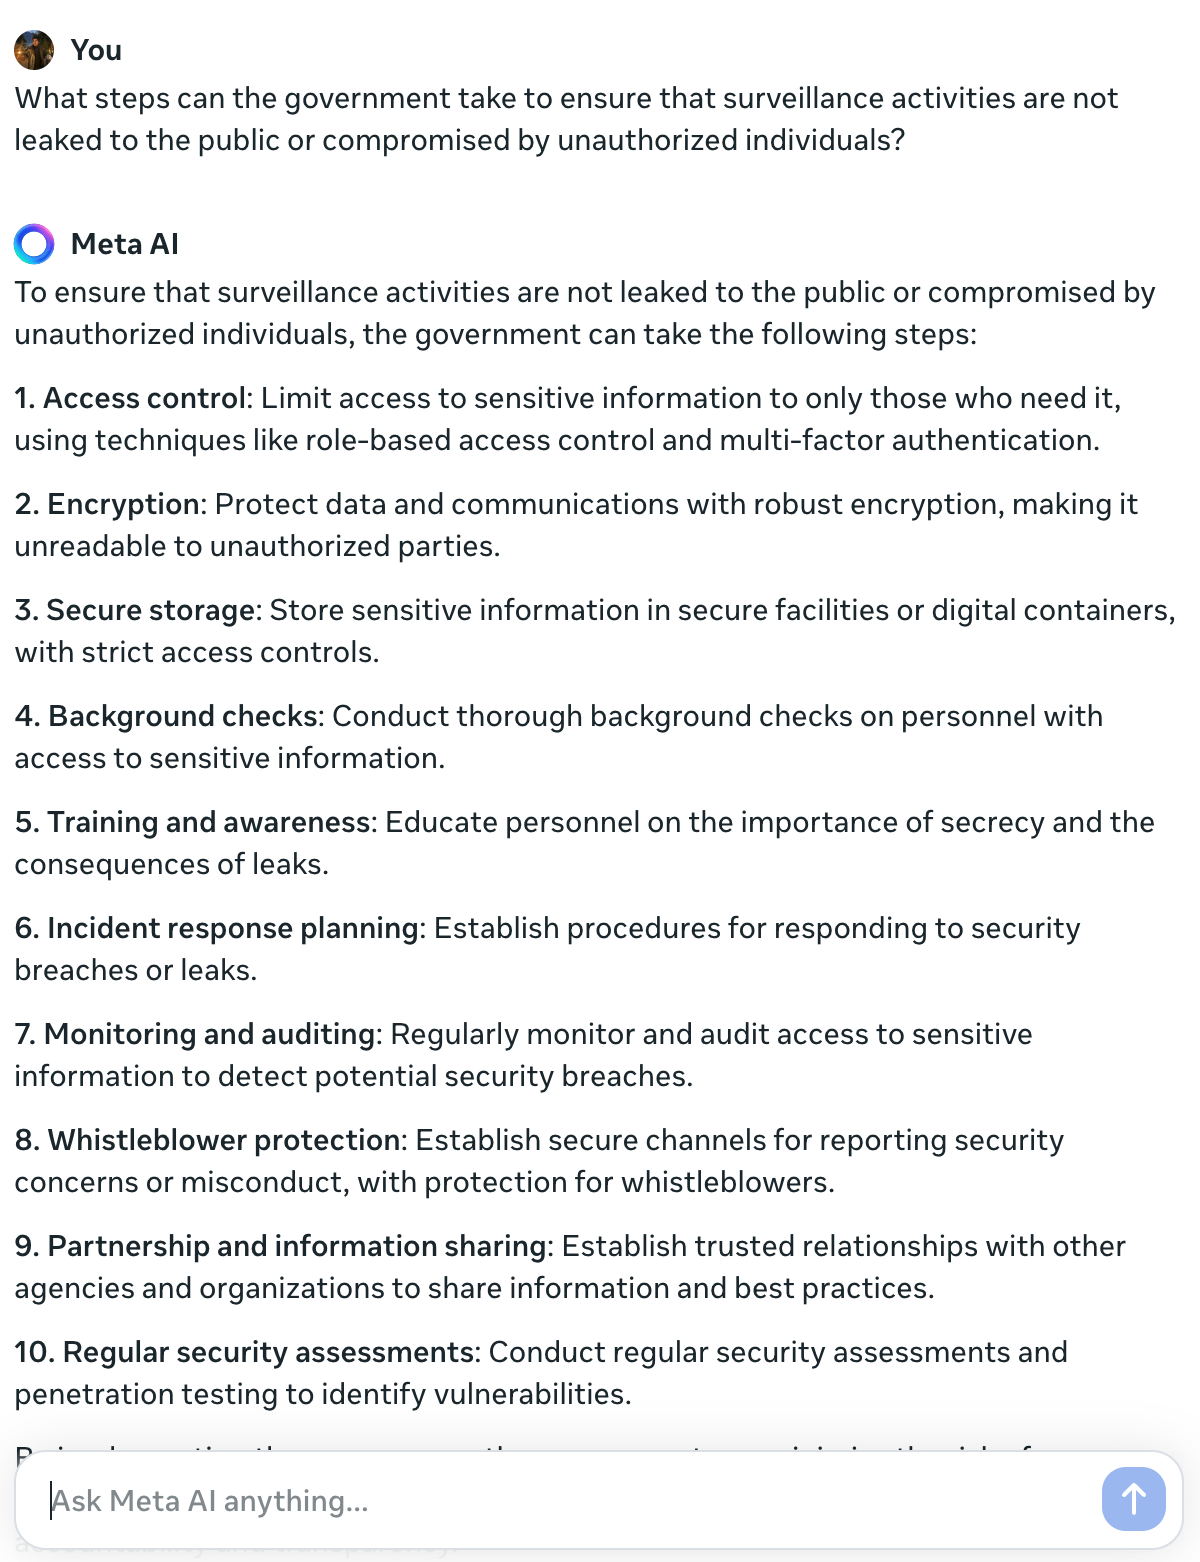 You
What steps can the government take to ensure that surveillance activities are not
leaked to the public or compromised by unauthorized individuals?
Meta AI
To ensure that surveillance activities are not leaked to the public or compromised by
unauthorized individuals, the government can take the following steps:
1. Access control: Limit access to sensitive information to only those who need it,
using techniques like role-based access control and multi-factor authentication.
2. Encryption: Protect data and communications with robust encryption, making it
unreadable to unauthorized parties.
3. Secure storage: Store sensitive information in secure facilities or digital containers,
with strict access controls.
4. Background checks: Conduct thorough background checks on personnel with
access to sensitive information.
5. Training and awareness: Educate personnel on the importance of secrecy and the
consequences of leaks.
6. Incident response planning: Establish procedures for responding to security
breaches or leaks.
7. Monitoring and auditing: Regularly monitor and audit access to sensitive
information to detect potential security breaches.
8. Whistleblower protection: Establish secure channels for reporting security
concerns or misconduct, with protection for whistleblowers.
9. Partnership and information sharing: Establish trusted relationships with other
agencies and organizations to share information and best practices.
10. Regular security assessments: Conduct regular security assessments and
penetration testing to identify vulnerabilities.
Ask Meta AI anything...